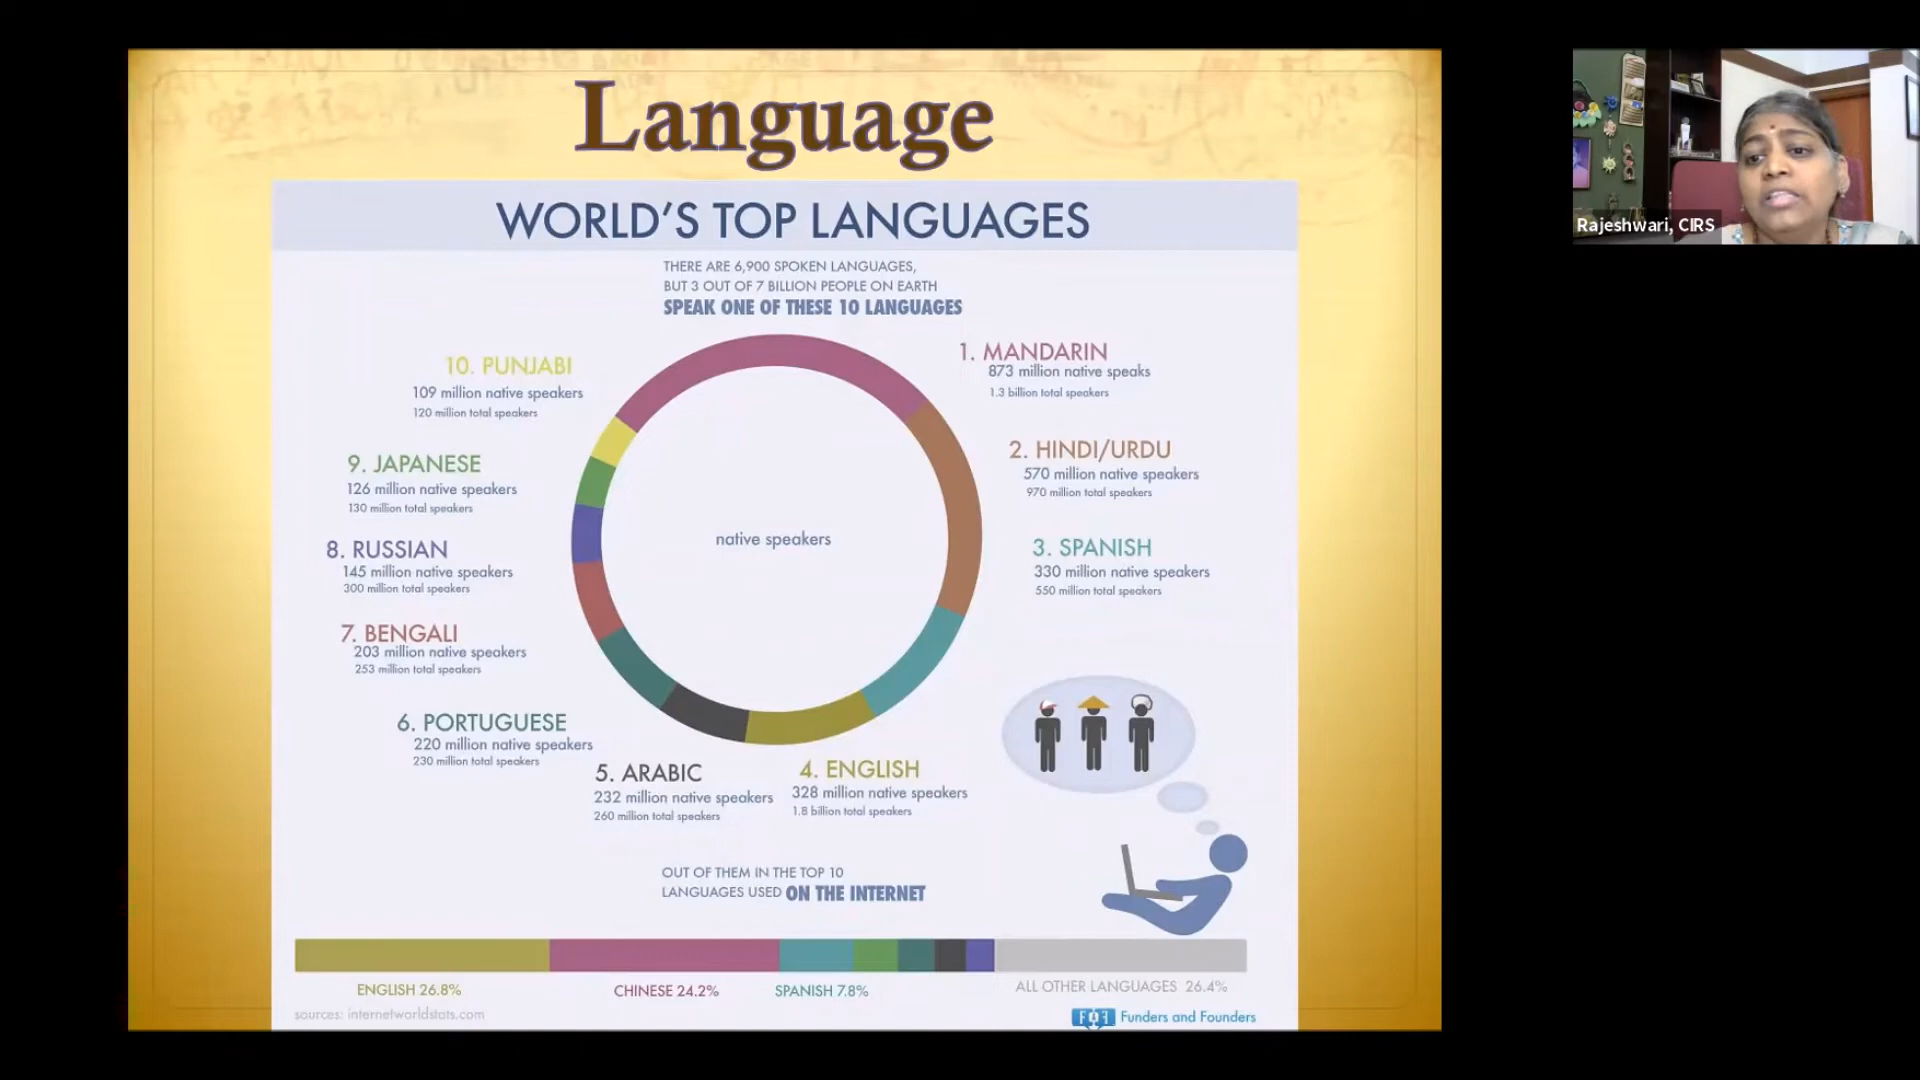 Language
WORLD'S TOP LANGUAGES
THERE ARE 6,900 SPOKEN LANGUAGES,
BUT 3 OUT OF 7 BILLION PEOPLE ON EARTH
SPEAK ONE OF THESE 10 LANGUAGES
1. MANDARIN
873 million native speaks
1.3 billion total speakers
2. HINDI/URDU
570 million native speakers
970 million total speakers
3. SPANISH
330 million native speakers
550 million total speakers
4. ENGLISH
328 million native speakers
1.8 billion total speakers
5. ARABIC
232 million native speakers
260 million total speakers
6. PORTUGUESE
220 million native speakers
230 million total speakers
7. BENGALI
203 million native speakers
253 million total speakers
8. RUSSIAN
145 million native speakers
300 million total speakers
9. JAPANESE
126 million native speakers
130 million total speakers
10. PUNJABI
109 million native speakers
120 million total speakers
native speakers
OUT OF THEM IN THE TOP 10
LANGUAGES USED ON THE INTERNET
ENGLISH 26.8%
CHINESE 24.2%
SPANISH 7.8%
ALL OTHER LANGUAGES 26.4%
sources: internetworldstats.com
Funders and Founders
Rajeshwari, CIRS